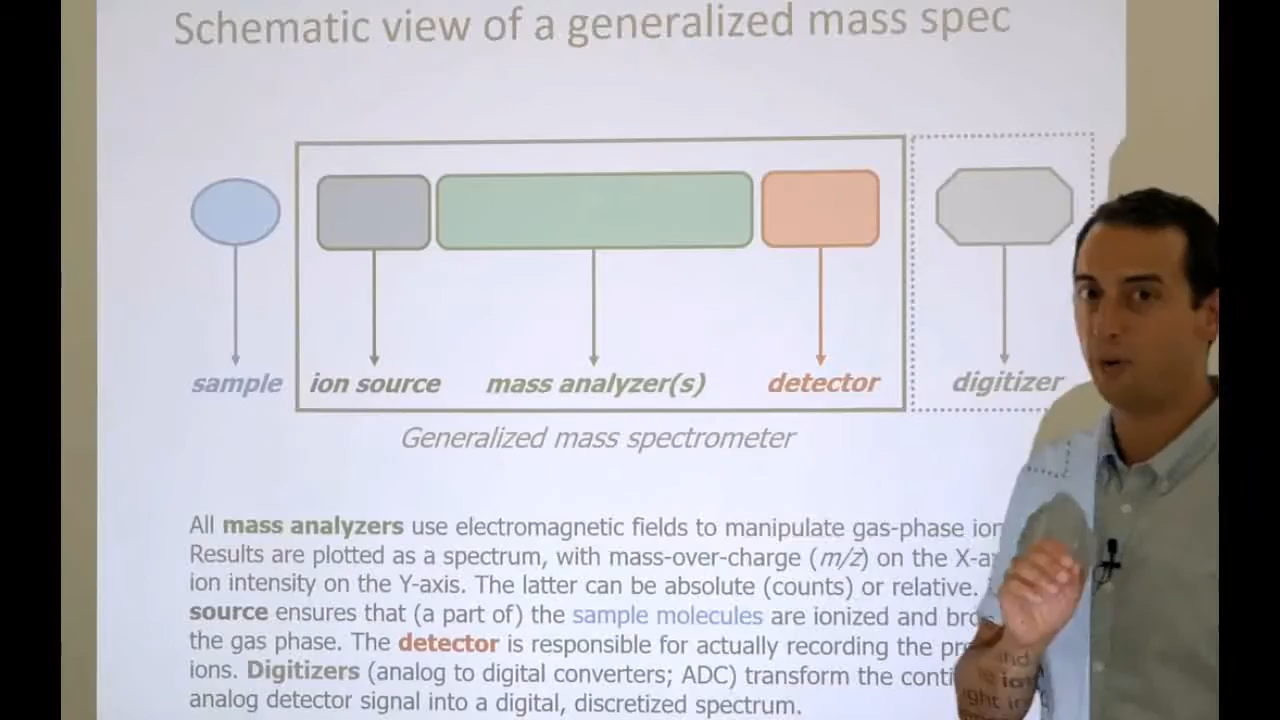 Schematic view of a generalized mass spec
sample ion source mass analyzer(s) detector digitizer
Generalized mass spectrometer
All mass analyzers use electromagnetic fields to manipulate gas-phase
Results are plotted as a spectrum, with mass-over-charge (m/z) on the
ion intensity on the Y-axis. The latter can be absolute (counts) or relative.
source ensures that (a part of) the sample molecules are ionized and
the gas phase. The detector is responsible for actually recording the
ions. Digitizers (analog to digital converters; ADC) transform the
analog detector signal into a digital, discretized spectrum.